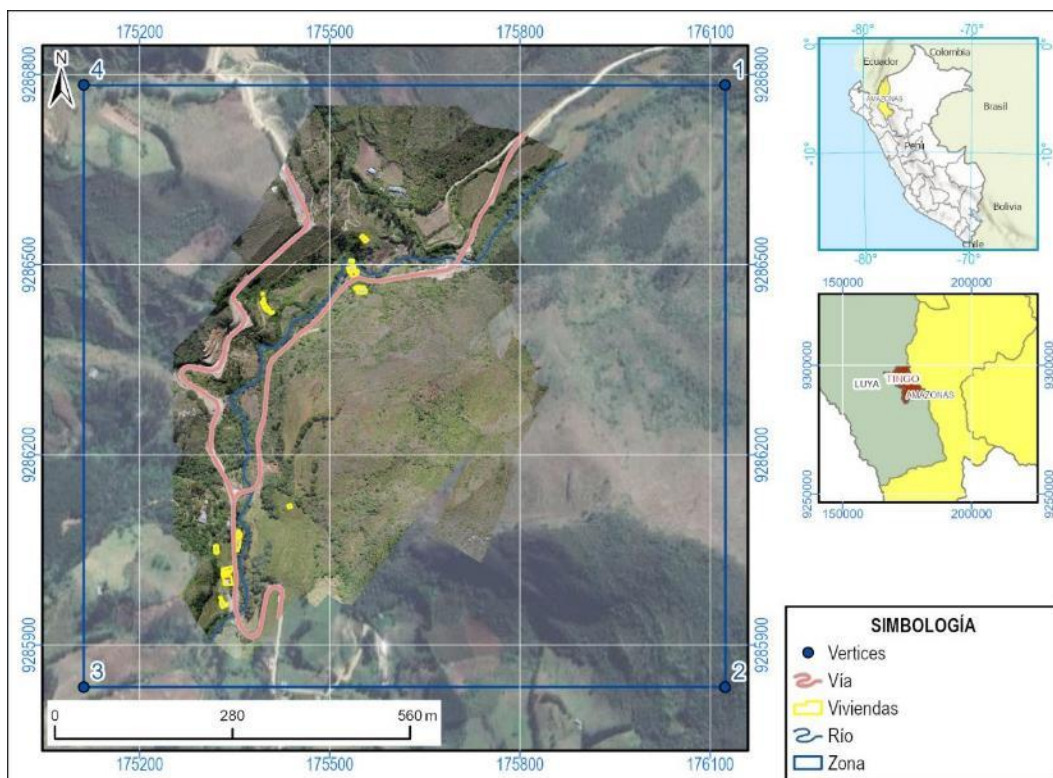 175200 175500 175800 176100
9286800
9286500
9286200
9285900
N
4
1
3
2
0 280 560 m
9286800
9286500
9286200
9285900
175200 175500 175800 176100
-80° -70°
0°
-10°
Ecuador
Colombia
AMAZONAS
Brasil
Perú
Bolivia
Chile
0°
-10°
-80° -70°
150000 200000
9300000
9250000
LUYA
TINGO
AMAZONAS
9300000
9250000
150000 200000
SIMBOLOGÍA
Vertices
Vía
Viviendas
Río
Zona